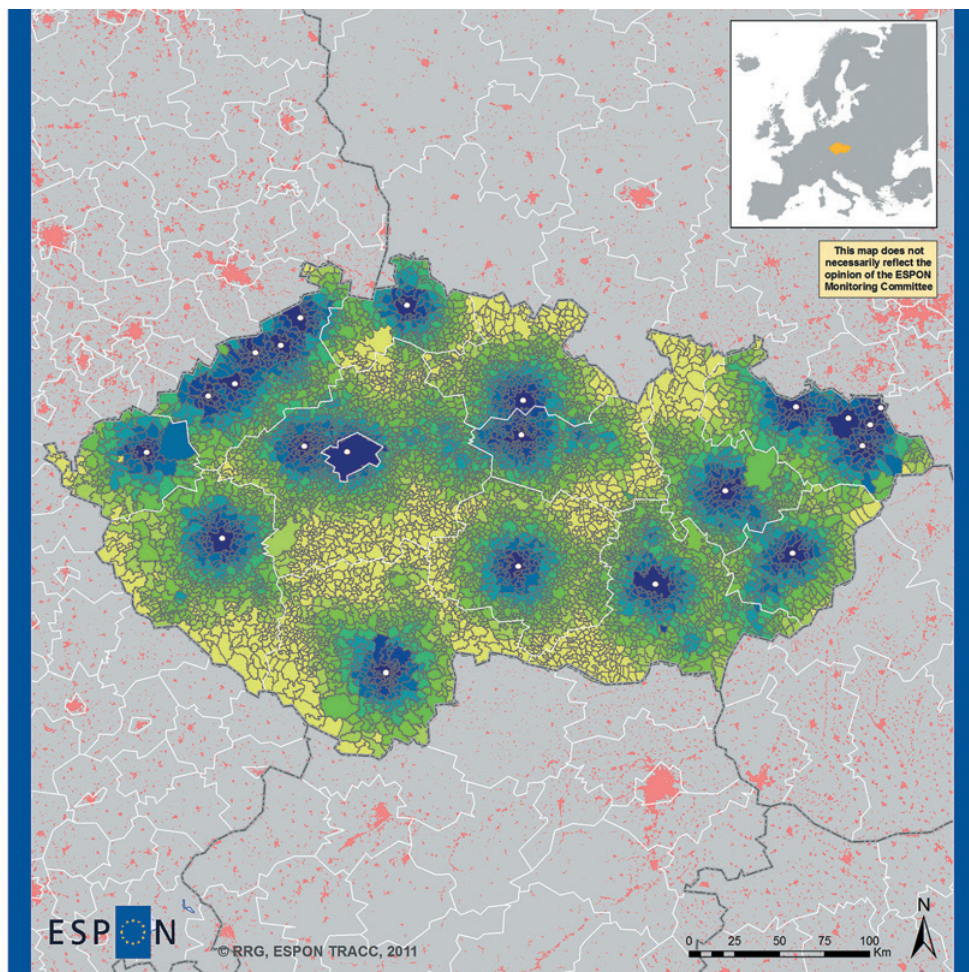 This map does not
necessarily reflect the
opinion of the ESPON
Monitoring Committee
ESPON
© RRG, ESPON TRACC, 2011
N
0 25 50 75 100
Km